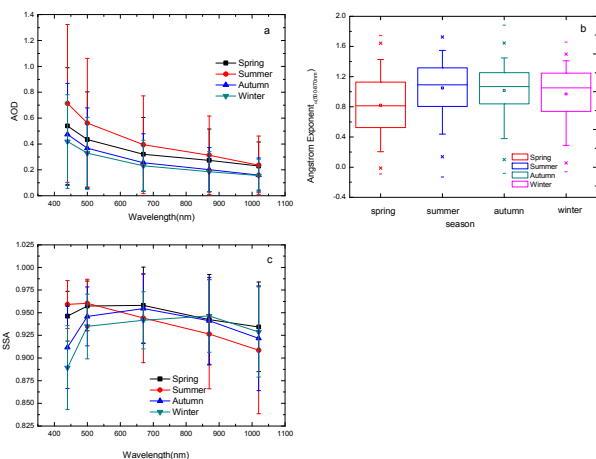 a
1.4
1.2
1.0
0.8
0.6
0.4
0.2
0.0
AOD
Spring
Summer
Autumn
Winter
400 500 600 700 800 900 1000 1100
Wavelength(nm)
b
2.0
1.6
1.2
0.8
0.4
0.0
-0.4
Angstrom Exponent
Spring
Summer
Autumn
Winter
spring summer autumn winter
season
c
1.025
1.000
0.975
0.950
0.925
0.900
0.875
0.850
0.825
SSA
Spring
Summer
Autumn
Winter
400 500 600 700 800 900 1000 1100
Wavelength(nm)